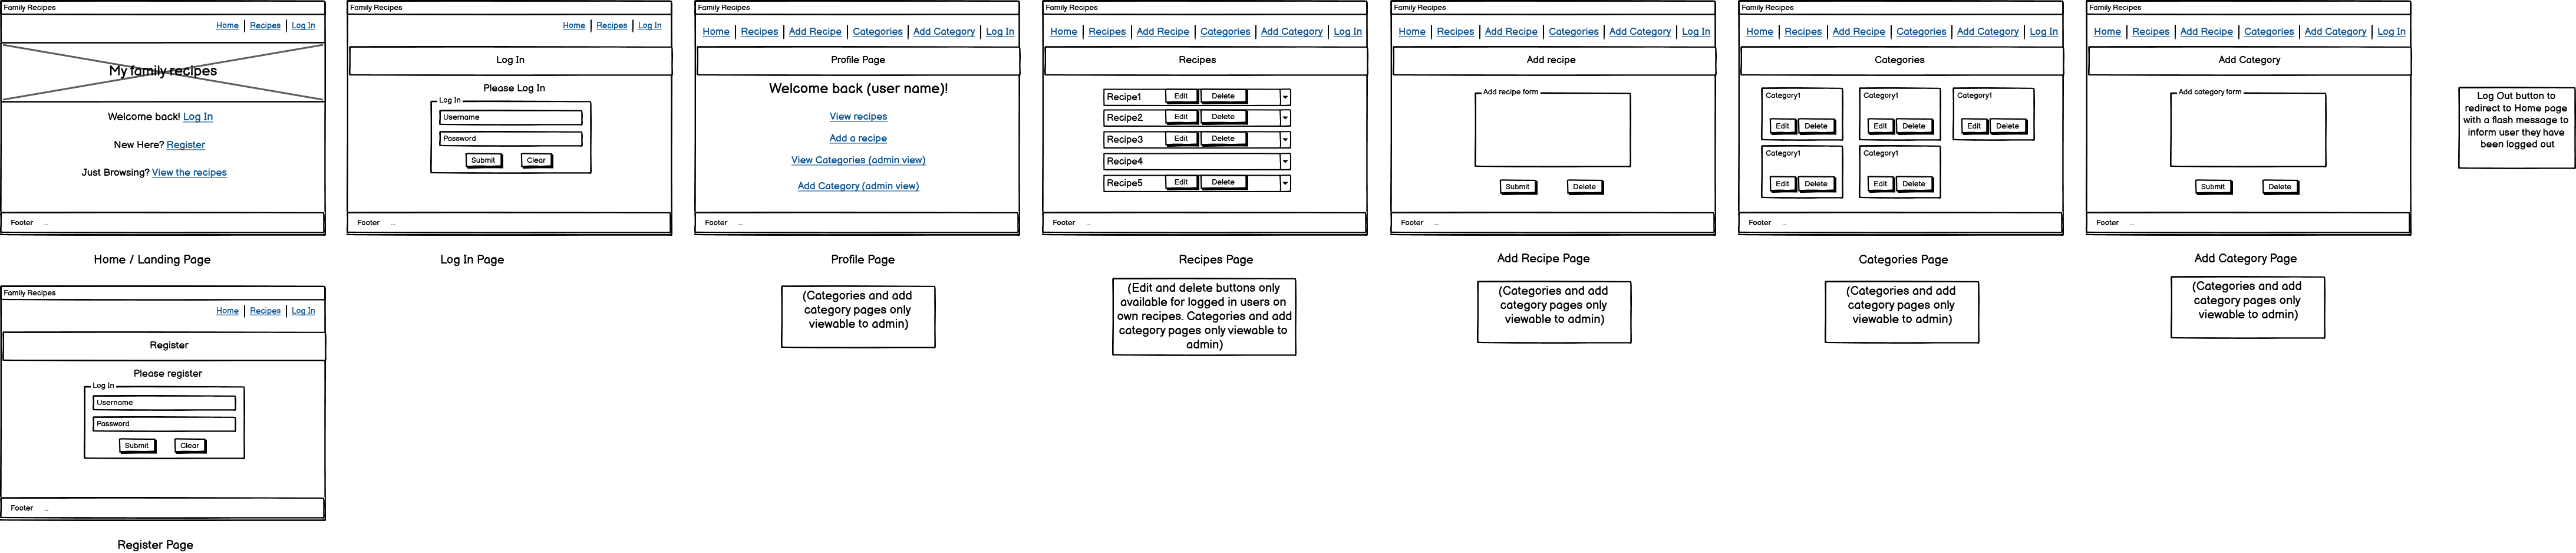 Family Recipes
Home Recipes Log In
My family recipes
Welcome back! Log In
New Here? Register
Just Browsing? View the recipes
Footer ...
Home / Landing Page
Family Recipes
Home Recipes Log In
Log In
Please Log In
Log In
Username
Password
Submit Clear
Footer ...
Log In Page
Family Recipes
Home Recipes Add Recipe Categories Add Category Log In
Profile Page
Welcome back (user name)!
View recipes
Add a recipe
View Categories (admin view)
Add Category (admin view)
Footer ...
Profile Page
(Categories and add
category pages only
viewable to admin)
Family Recipes
Home Recipes Add Recipe Categories Add Category Log In
Recipes
Recipe1 Edit Delete
Recipe2 Edit Delete
Recipe3 Edit Delete
Recipe4
Recipe5 Edit Delete
Footer ...
Recipes Page
(Edit and delete buttons only
available for logged in users on
own recipes. Categories and add
category pages only viewable to
admin)
Family Recipes
Home Recipes Add Recipe Categories Add Category Log In
Add recipe
Add recipe form
Submit Delete
Footer ...
Add Recipe Page
(Categories and add
category pages only
viewable to admin)
Family Recipes
Home Recipes Add Recipe Categories Add Category Log In
Categories
Category1 Category1 Category1
Edit Delete Edit Delete Edit Delete
Category1 Category1
Edit Delete Edit Delete
Footer ...
Categories Page
(Categories and add
category pages only
viewable to admin)
Family Recipes
Home Recipes Add Recipe Categories Add Category Log In
Add Category
Add category form
Submit Delete
Footer ...
Add Category Page
(Categories and add
category pages only
viewable to admin)
Log Out button to
redirect to Home page
with a flash message to
inform user they have
been logged out
Family Recipes
Home Recipes Log In
Register
Please register
Log In
Username
Password
Submit Clear
Footer ...
Register Page